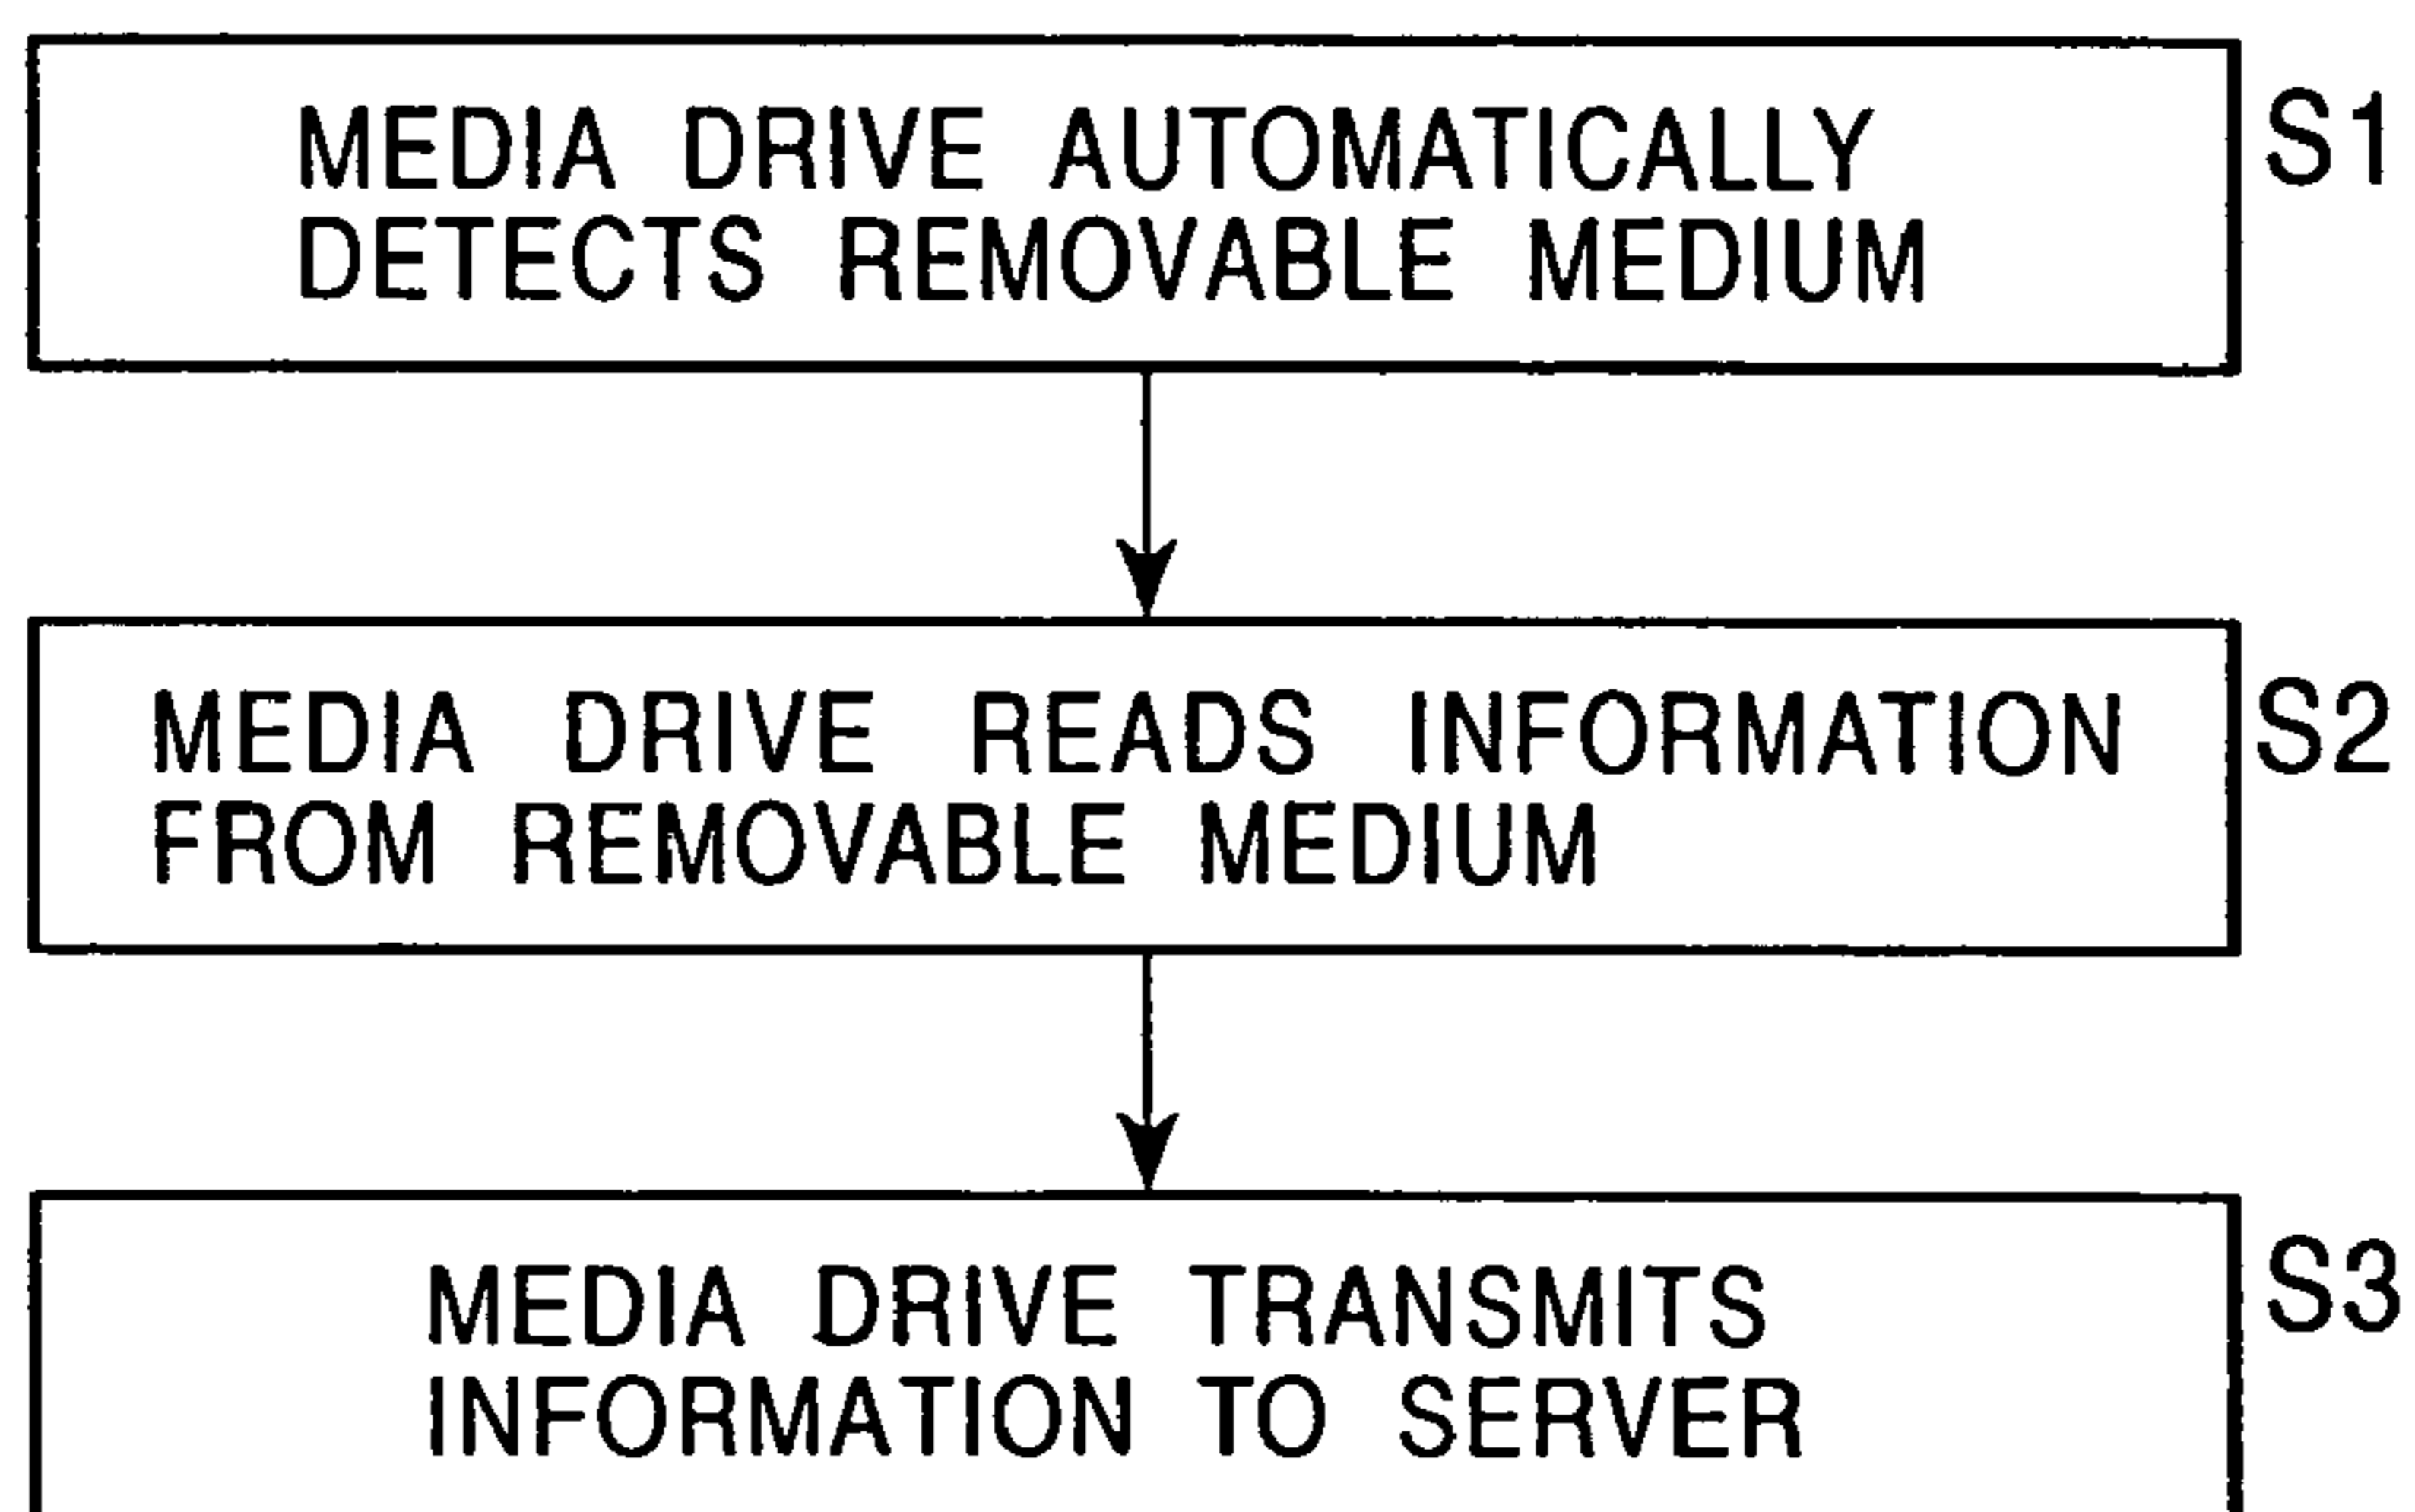 MEDIA DRIVE AUTOMATICALLY S1
DETECTS REMOVABLE MEDIUM
MEDIA DRIVE READS INFORMATION S2
FROM REMOVABLE MEDIUM
MEDIA DRIVE TRANSMITS S3
INFORMATION TO SERVER